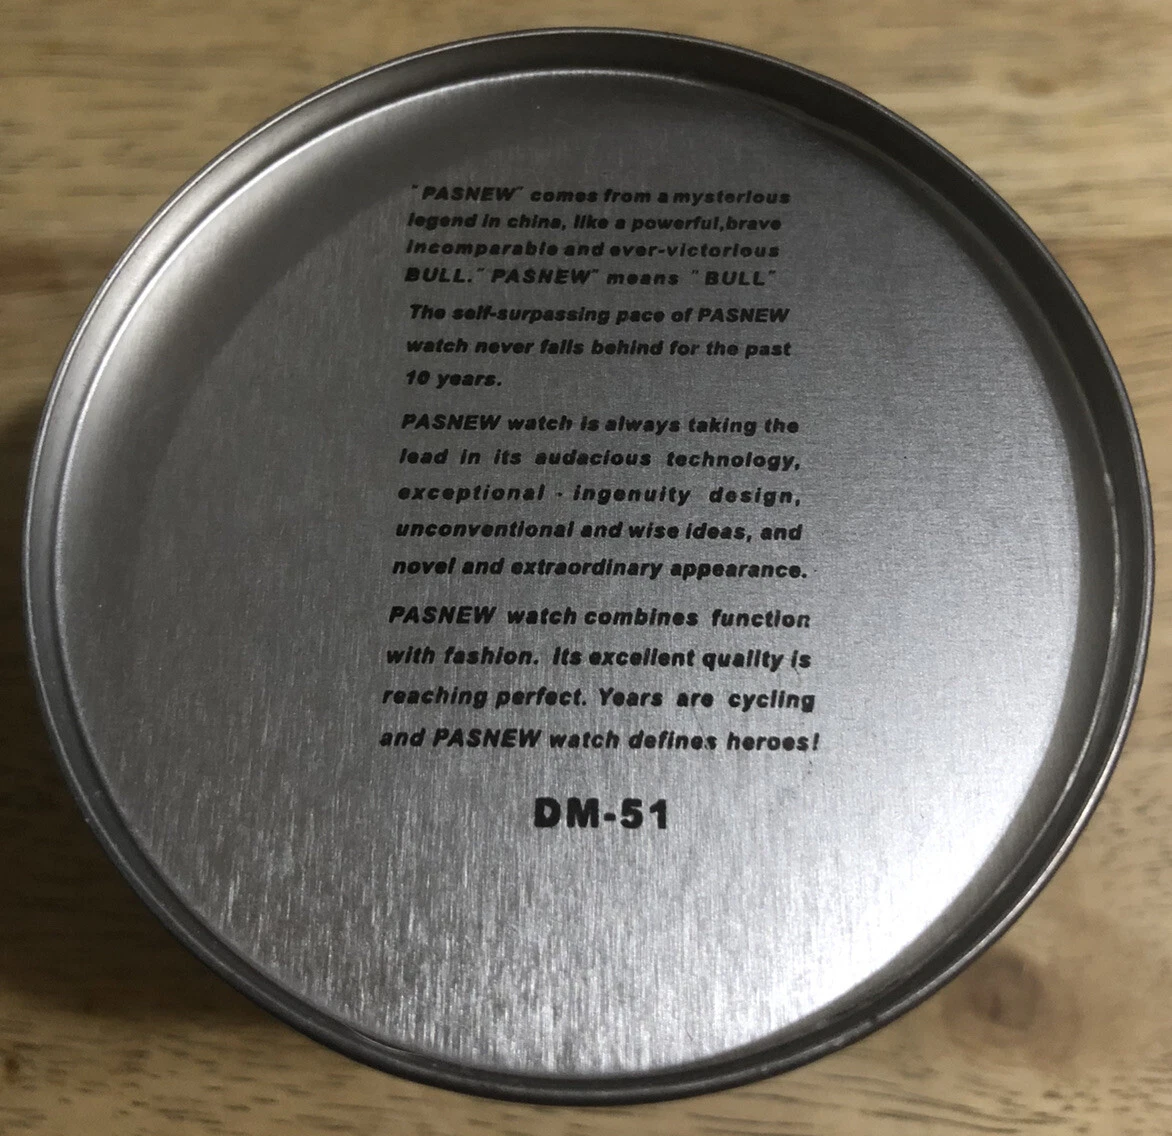 "PASNEW" comes from a mysterious
legend in china, like a powerful,brave
incomparable and ever-victorious
BULL." PASNEW" means "BULL"
The self-surpassing pace of PASNEW
watch never falls behind for the past
10 years.
PASNEW watch is always taking the
lead in its audacious technology,
exceptional - ingenuity design,
unconventional and wise ideas, and
novel and extraordinary appearance.
PASNEW watch combines function
with fashion. Its excellent quality is
reaching perfect. Years are cycling
and PASNEW watch defines heroes!
DM-51